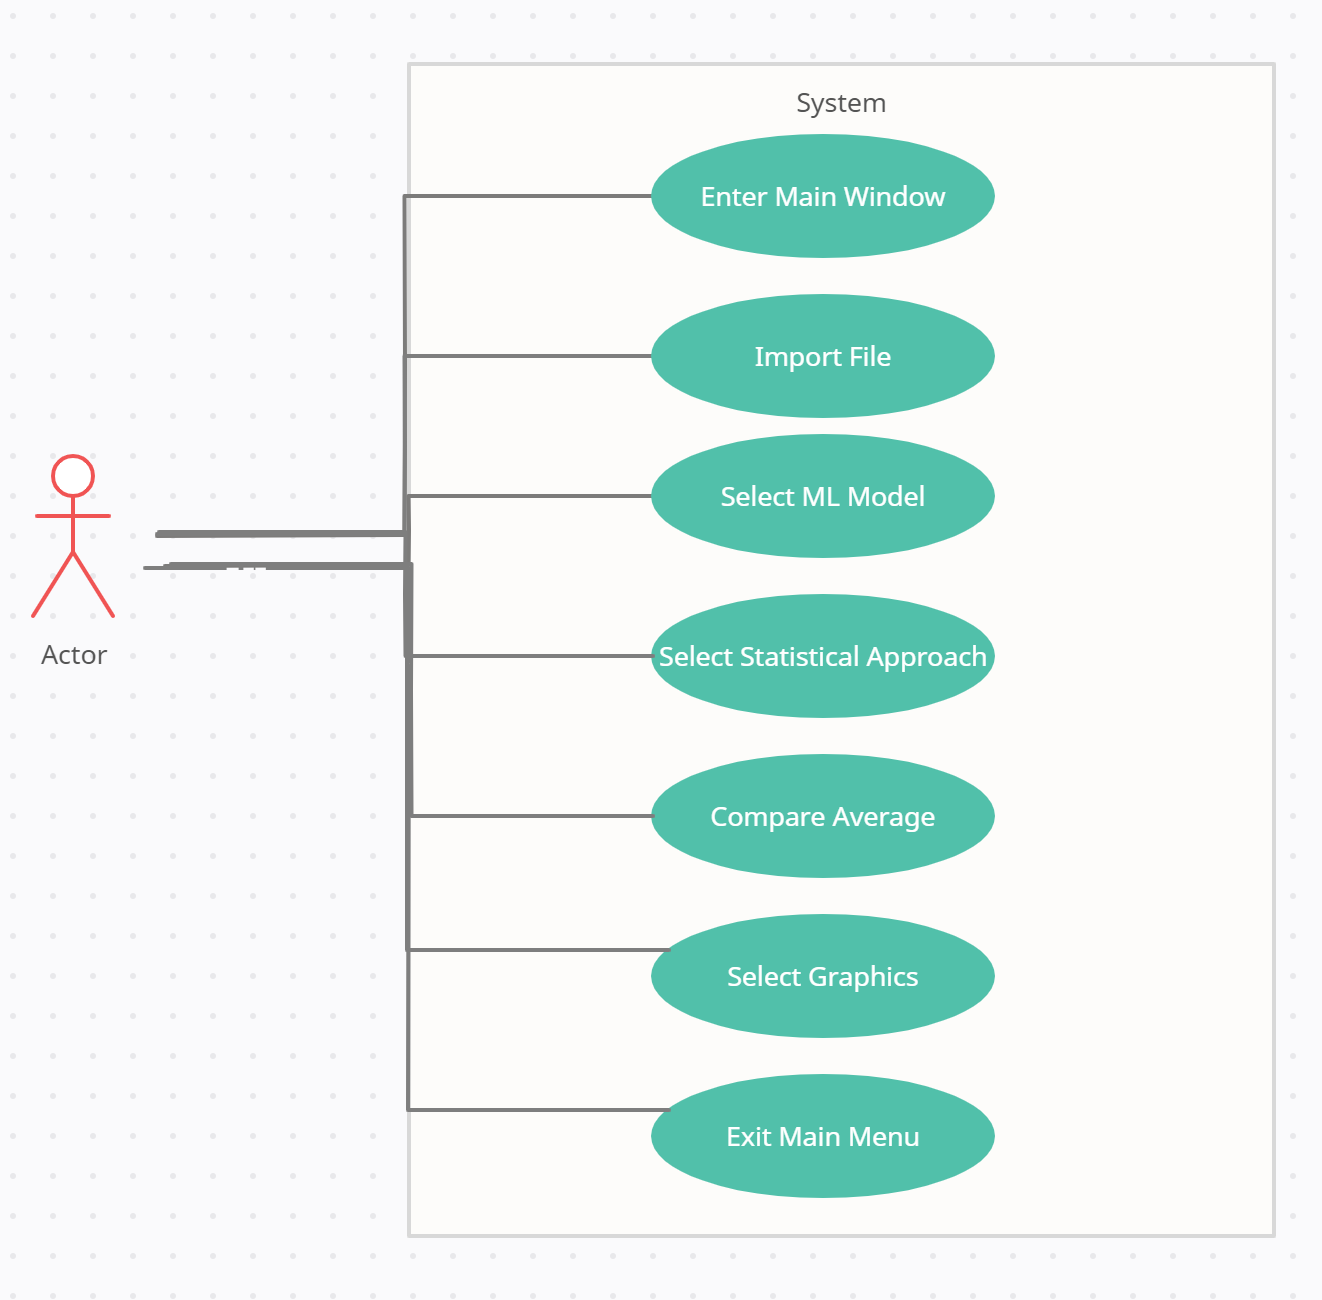 System
Enter Main Window
Import File
Select ML Model
Select Statistical Approach
Compare Average
Select Graphics
Exit Main Menu
Actor